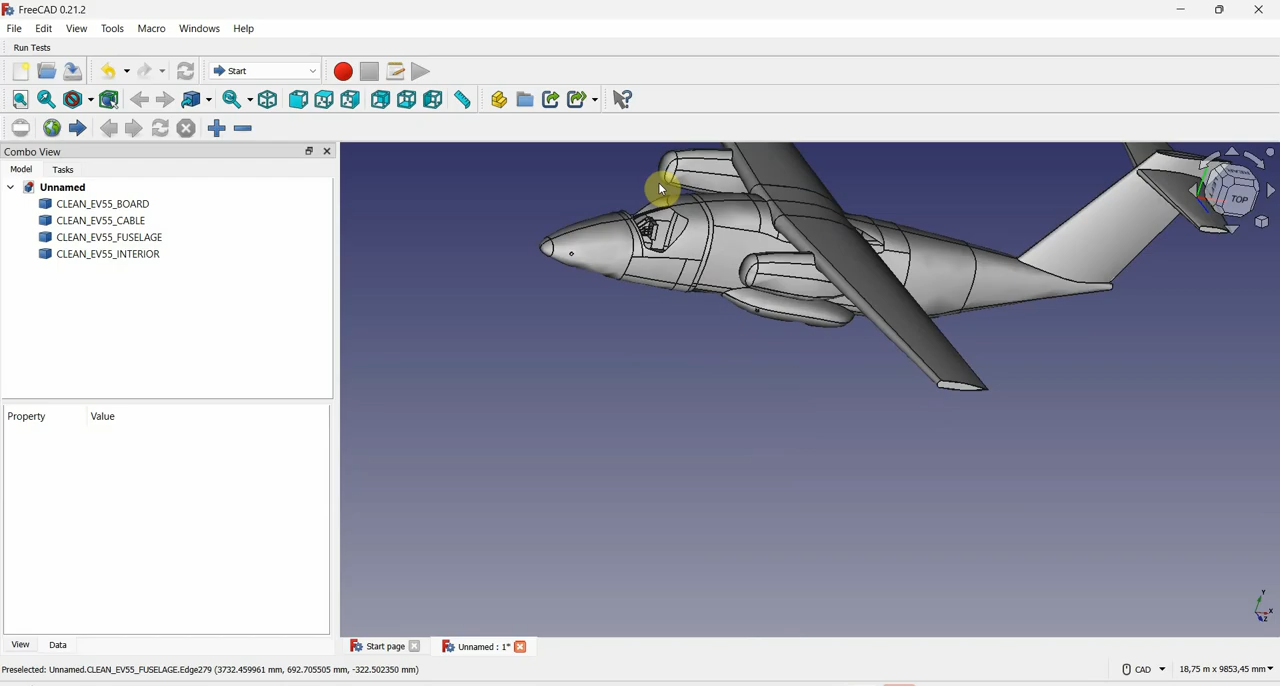 FreeCAD 0.21.2
File Edit View Tools Macro Windows Help
Run Tests
Start
Combo View
Model Tasks
Unnamed
CLEAN_EV55_BOARD
CLEAN_EV55_CABLE
CLEAN_EV55_FUSELAGE
CLEAN_EV55_INTERIOR
TOP
Property Value
Y
X
Z
View Data
Start page Unnamed : 1*
Preselected: Unnamed.CLEAN_EV55_FUSELAGE.Edge279 (3732.459961 mm, 692.705505 mm, -322.502350 mm)
CAD 18,75 m x 9853,45 mm